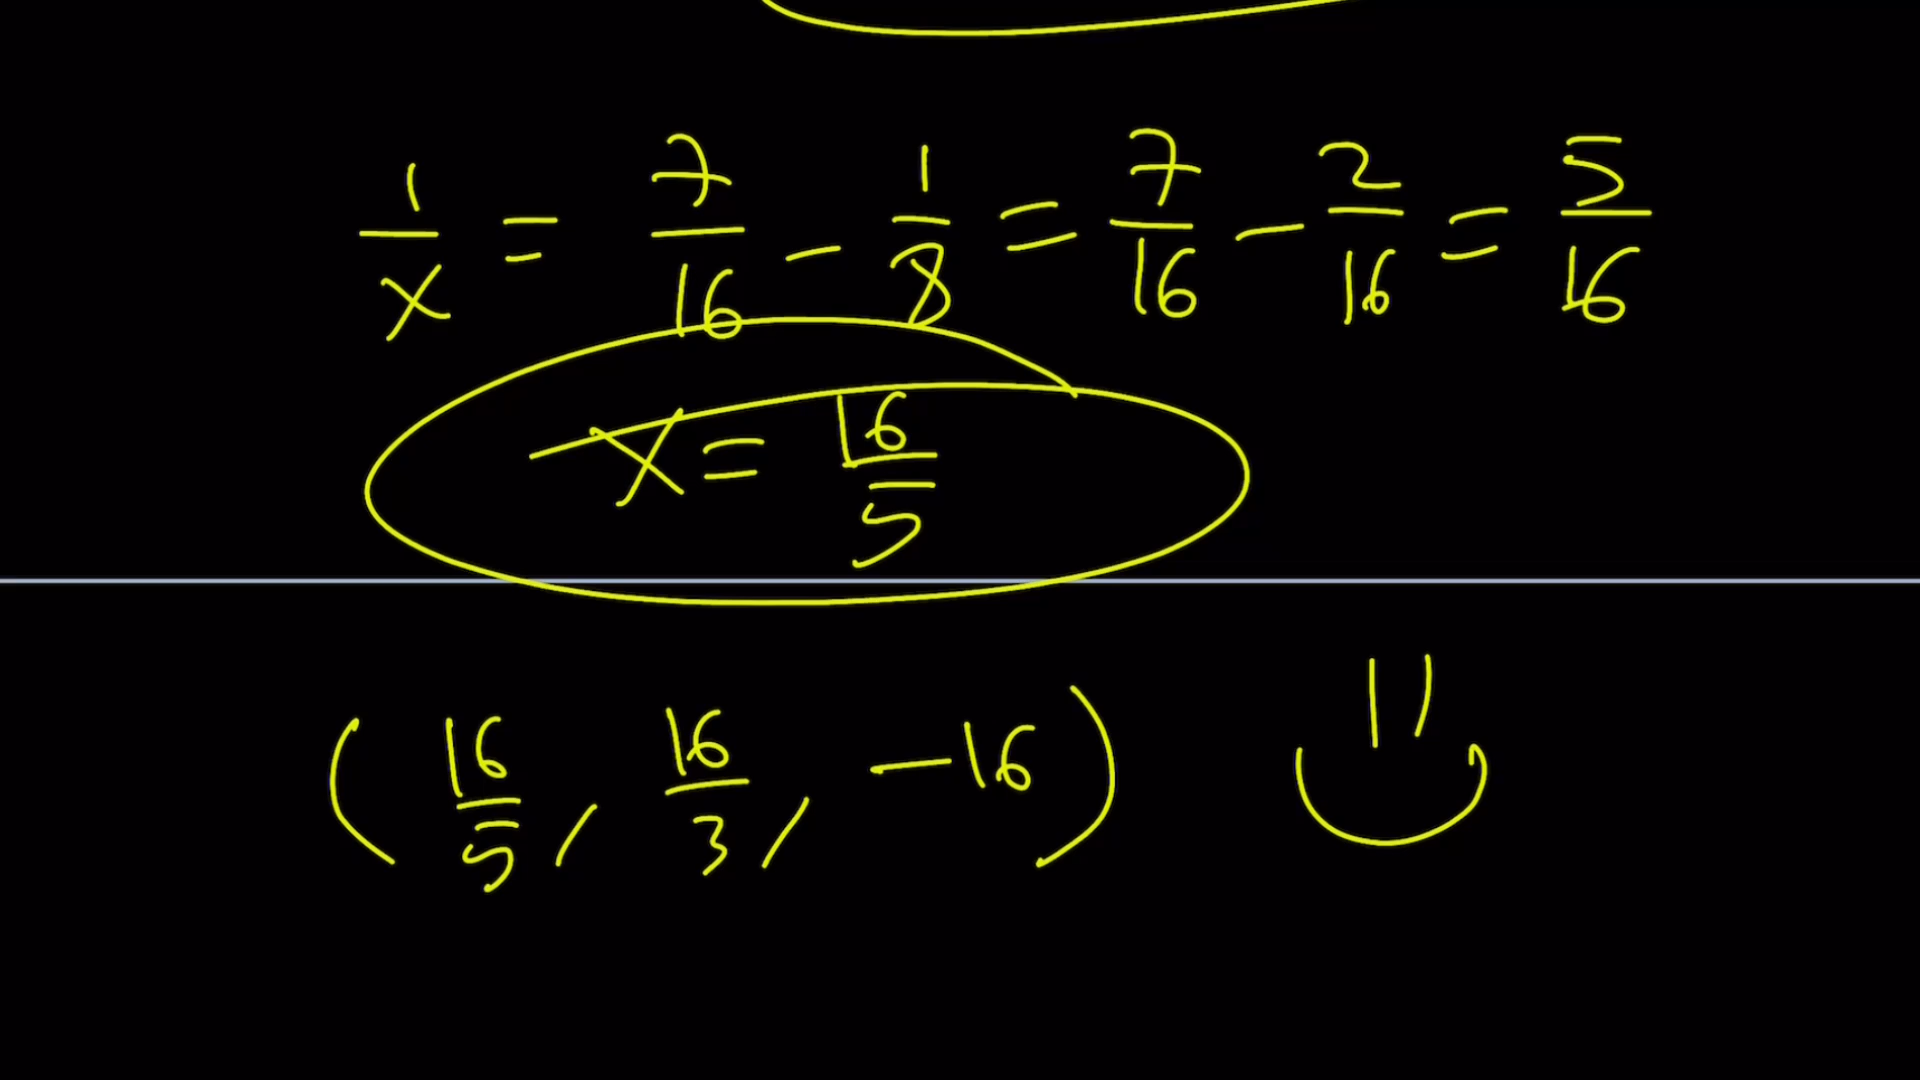 1/x = 7/16 - 1/8 = 7/16 - 2/16 = 5/16
x = 16/5
(16/5, 16/3, -16)